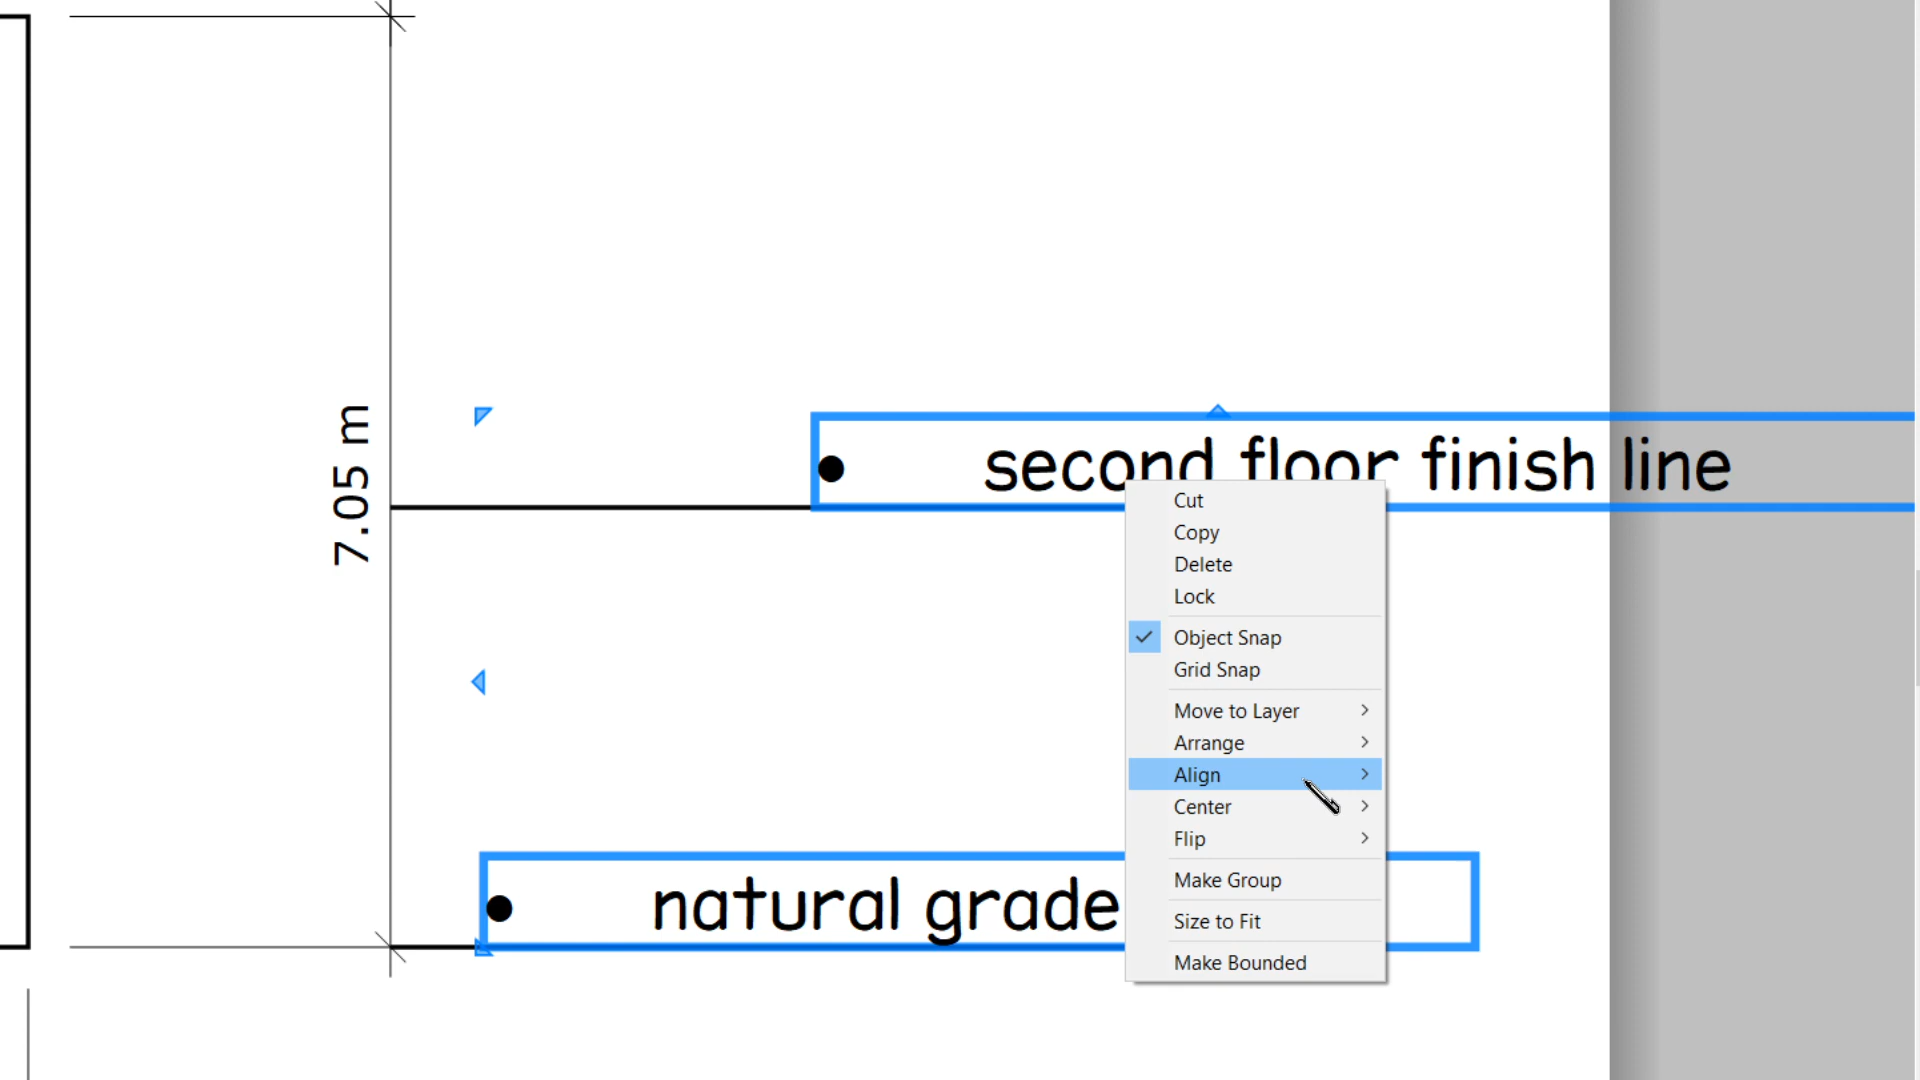 7.05 m
• second floor finish line
Cut
Copy
Delete
Lock
Object Snap
Grid Snap
Move to Layer
Arrange
Align
Center
Flip
Make Group
Size to Fit
Make Bounded
• natural grade